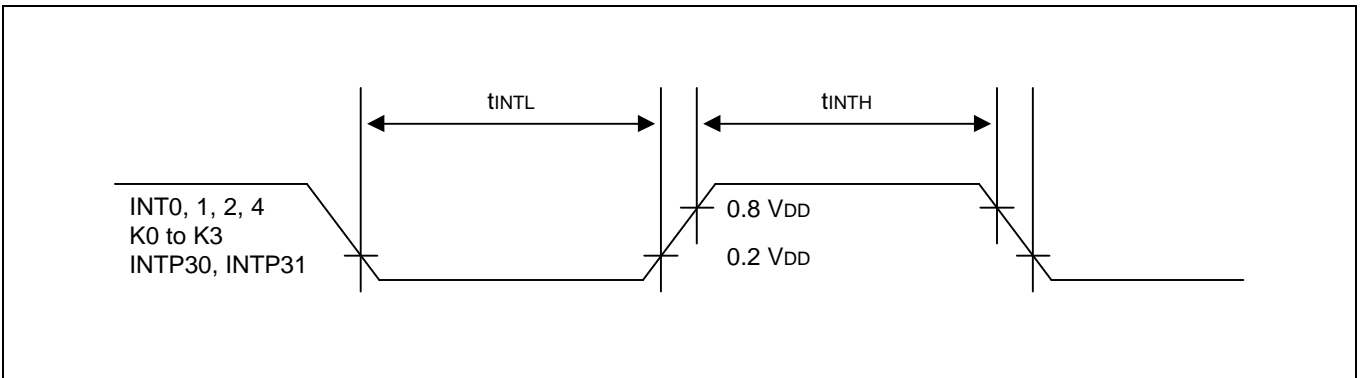 tINTL
tINTH
INT0, 1, 2, 4
K0 to K3
INTP30, INTP31
0.8 VDD
0.2 VDD